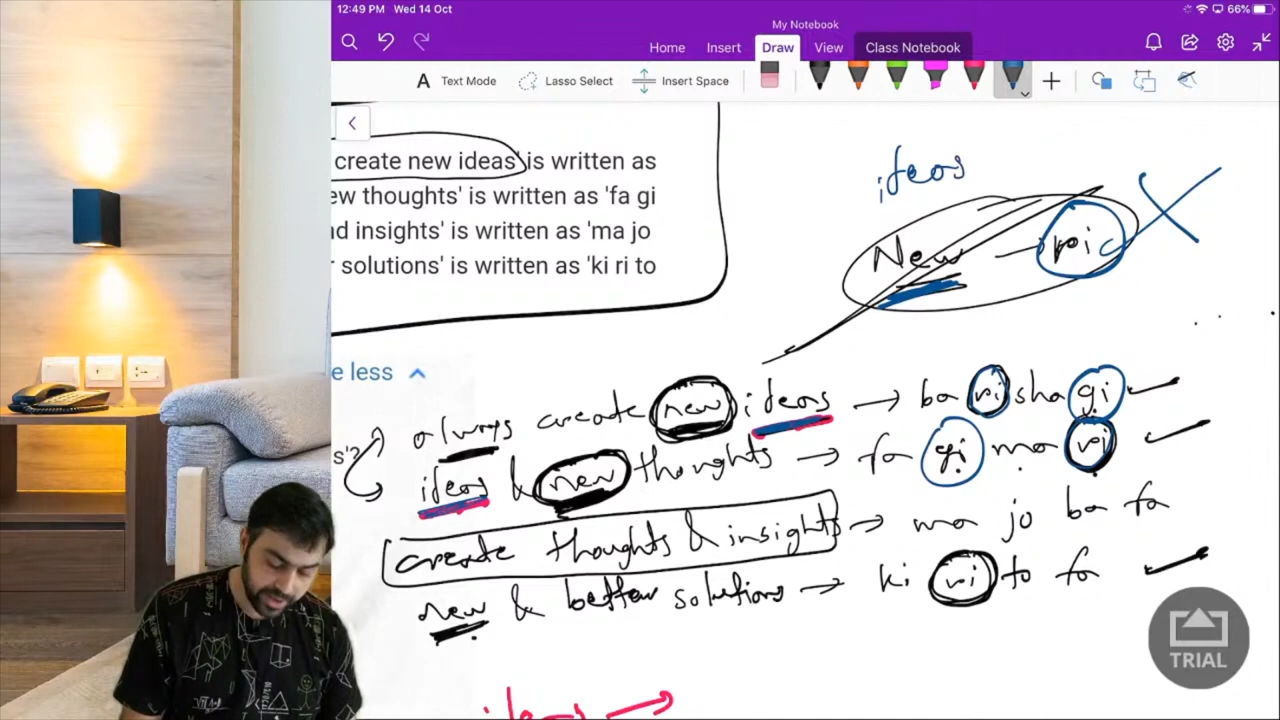 12:49 PM Wed 14 Oct
66%
My Notebook
Home Insert Draw View Class Notebook
A Text Mode Lasso Select Insert Space
create new ideas' is written as
ew thoughts' is written as 'fa gi
nd insights' is written as 'ma jo
r solutions' is written as 'ki ri to
ideas
New → ri
e less
always create new ideas → ba ri sha gi
s'?
ideas & new thoughts → fa gi ma ri
create thoughts & insights → ma jo ba fa
new & better solutions → ki ri to fa
TRIAL
ideas →